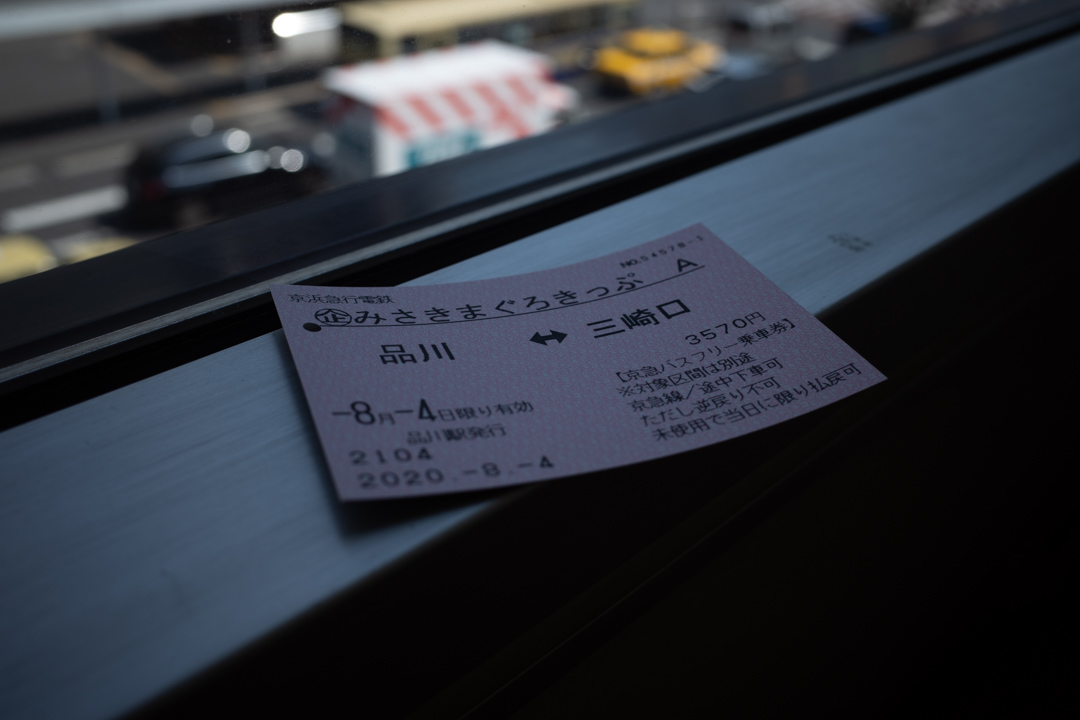 No.54578-1
京浜急行電鉄
㊭みさきまぐろきっぷ A
品川 ↔ 三崎口
3570円
【京急バスフリー乗車券】
※対象区間は別途
京急線/途中下車可
ただし逆戻り不可
未使用で当日に限り払戻可
-8月-4日限り有効
品川駅発行
2104
2020.-8.-4